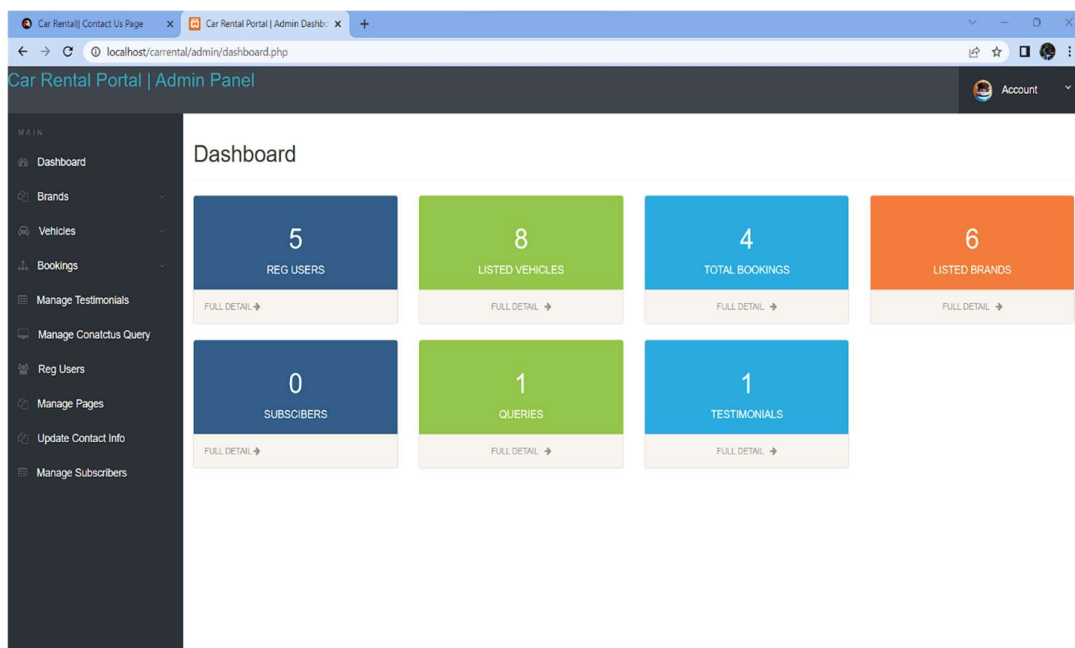 Car Rental|| Contact Us Page
Car Rental Portal | Admin Dashbo
localhost/carrental/admin/dashboard.php
Car Rental Portal | Admin Panel
Account
MAIN
Dashboard
Brands
Vehicles
Bookings
Manage Testimonials
Manage Conatctus Query
Reg Users
Manage Pages
Update Contact Info
Manage Subscribers
Dashboard
5
REG USERS
FULL DETAIL
8
LISTED VEHICLES
FULL DETAIL
4
TOTAL BOOKINGS
FULL DETAIL
6
LISTED BRANDS
FULL DETAIL
0
SUBSCIBERS
FULL DETAIL
1
QUERIES
FULL DETAIL
1
TESTIMONIALS
FULL DETAIL